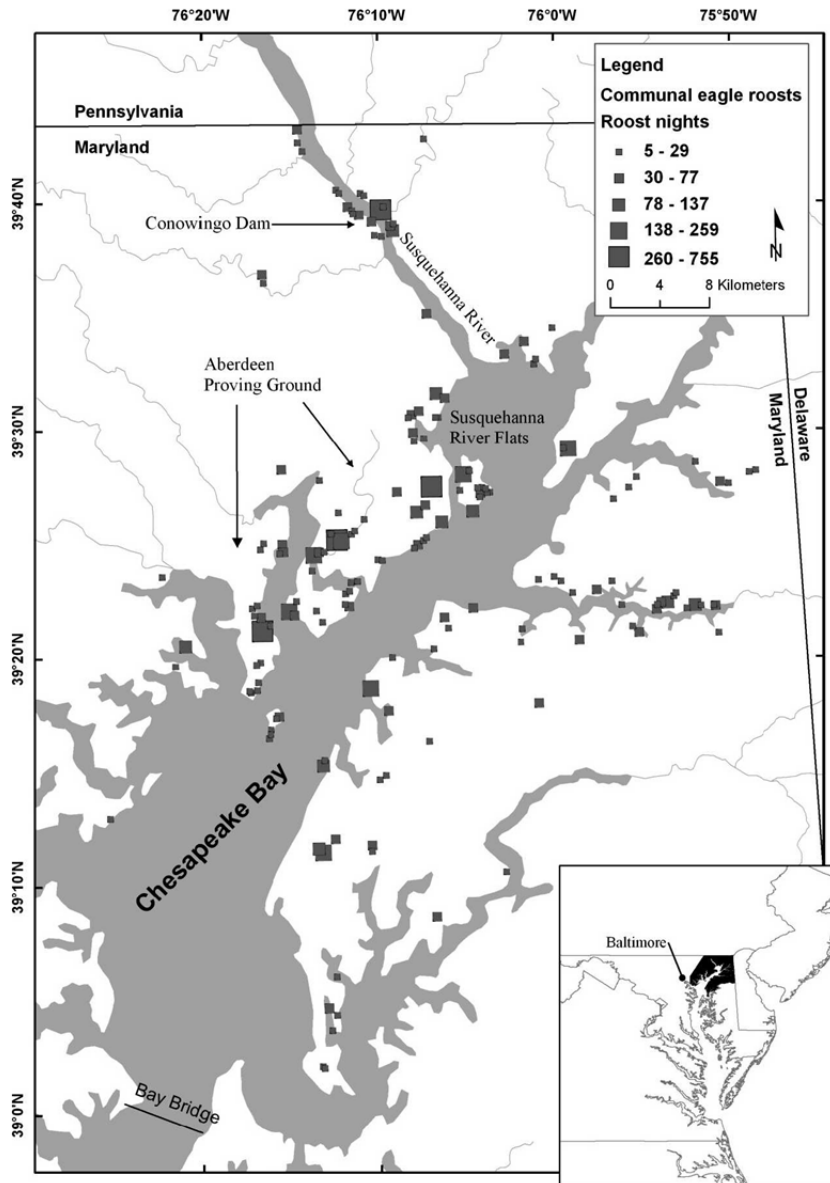 76°20'W
76°10'W
76°0'W
75°50'W
Legend
Communal eagle roosts
Roost nights
5 - 29
30 - 77
78 - 137
138 - 259
260 - 755
N
0 4 8 Kilometers
Pennsylvania
Maryland
39°40'N
Conowingo Dam
Susquehanna River
Aberdeen
Proving Ground
39°30'N
Susquehanna
River Flats
Delaware
Maryland
39°20'N
Chesapeake Bay
39°10'N
Baltimore
39°0'N
Bay Bridge